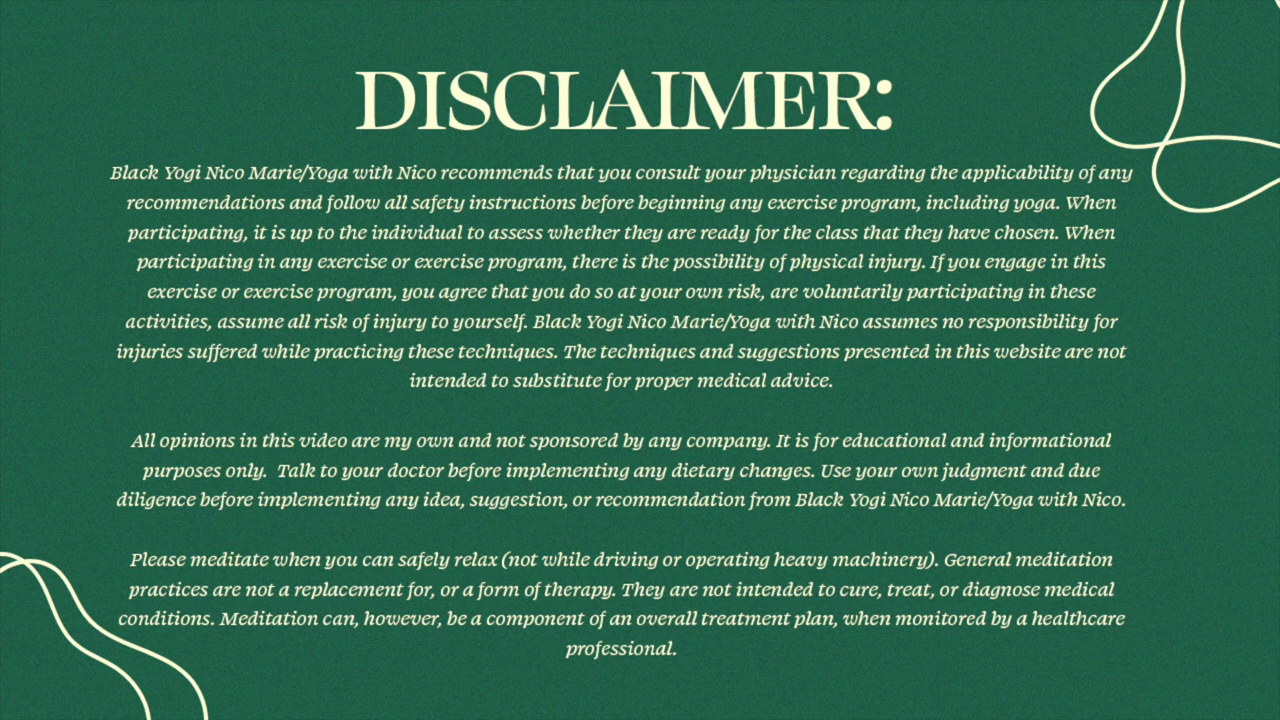 DISCLAIMER:
Black Yogi Nico Marie/Yoga with Nico recommends that you consult your physician regarding the applicability of any
recommendations and follow all safety instructions before beginning any exercise program, including yoga. When
participating, it is up to the individual to assess whether they are ready for the class that they have chosen. When
participating in any exercise or exercise program, there is the possibility of physical injury. If you engage in this
exercise or exercise program, you agree that you do so at your own risk, are voluntarily participating in these
activities, assume all risk of injury to yourself. Black Yogi Nico Marie/Yoga with Nico assumes no responsibility for
injuries suffered while practicing these techniques. The techniques and suggestions presented in this website are not
intended to substitute for proper medical advice.
All opinions in this video are my own and not sponsored by any company. It is for educational and informational
purposes only.  Talk to your doctor before implementing any dietary changes. Use your own judgment and due
diligence before implementing any idea, suggestion, or recommendation from Black Yogi Nico Marie/Yoga with Nico.
Please meditate when you can safely relax (not while driving or operating heavy machinery). General meditation
practices are not a replacement for, or a form of therapy. They are not intended to cure, treat, or diagnose medical
conditions. Meditation can, however, be a component of an overall treatment plan, when monitored by a healthcare
professional.